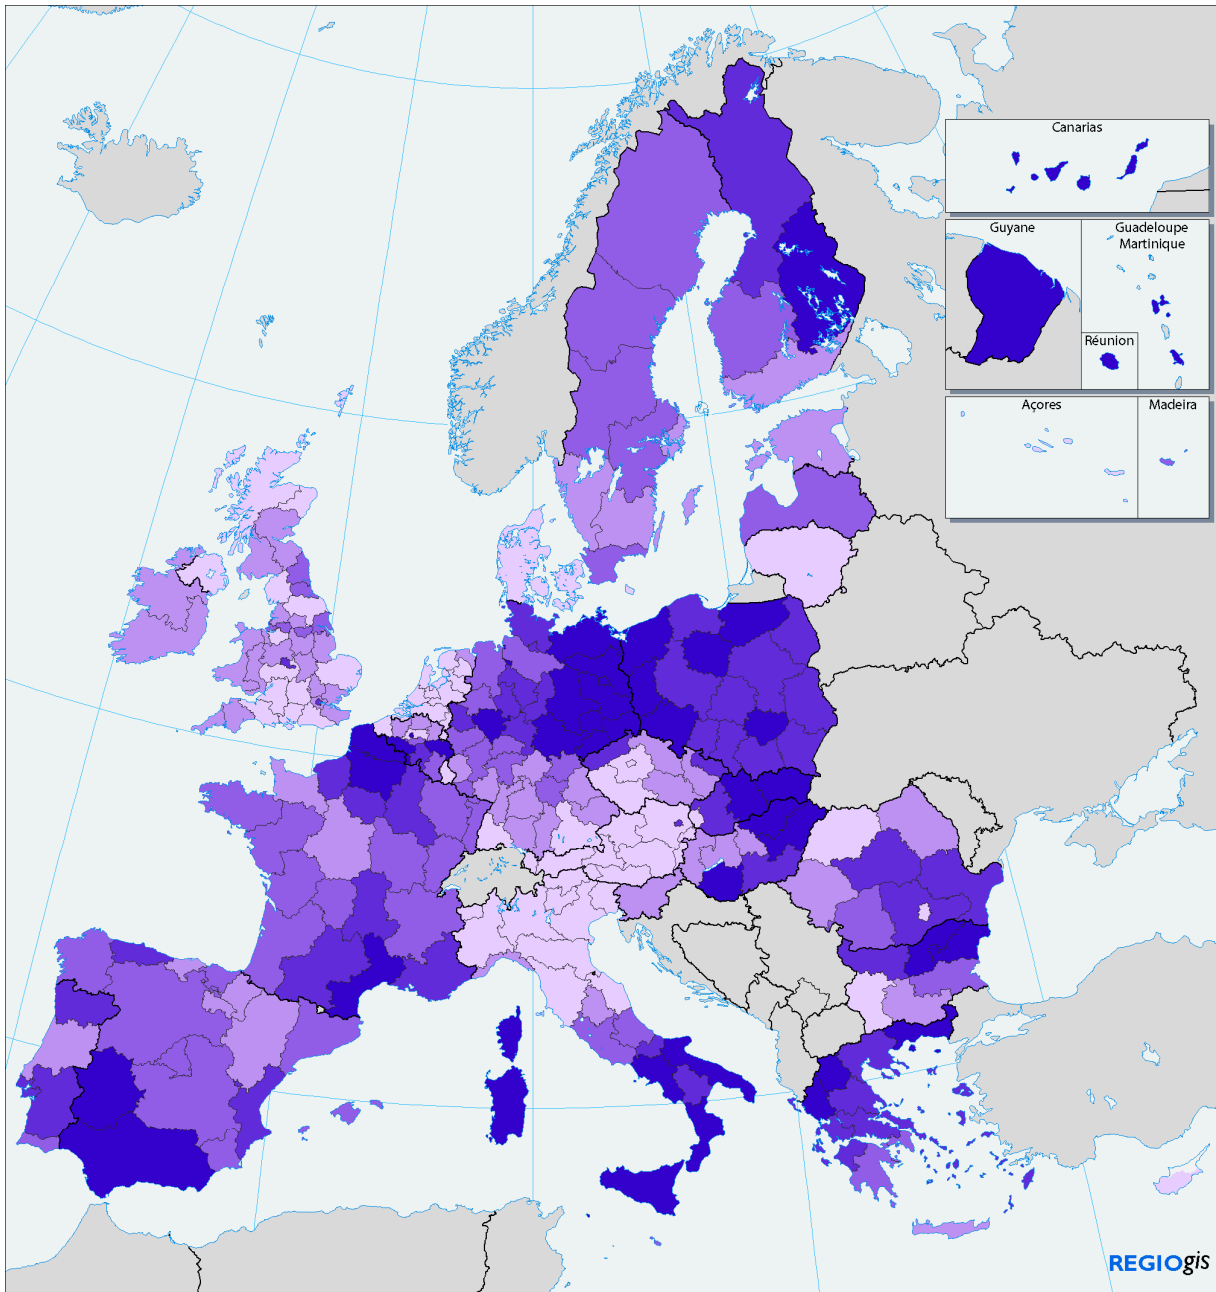 Canarias
Guyane
Guadeloupe
Martinique
Réunion
Açores
Madeira
REGIOgis